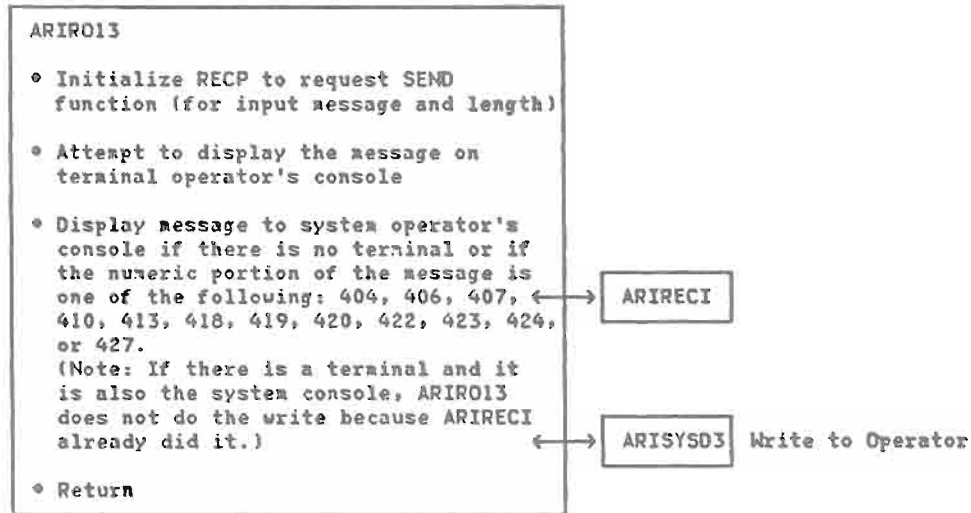 ARIRO13
• Initialize RECP to request SEND
function (for input message and length)
• Attempt to display the message on
terminal operator's console
• Display message to system operator's
console if there is no terminal or if
the numeric portion of the message is
one of the following: 404, 406, 407,
410, 413, 418, 419, 420, 422, 423, 424,
or 427.
(Note: If there is a terminal and it
is also the system console, ARIRO13
does not do the write because ARIRECI
already did it.)
• Return
ARIRECI
ARISYSD3 Write to Operator